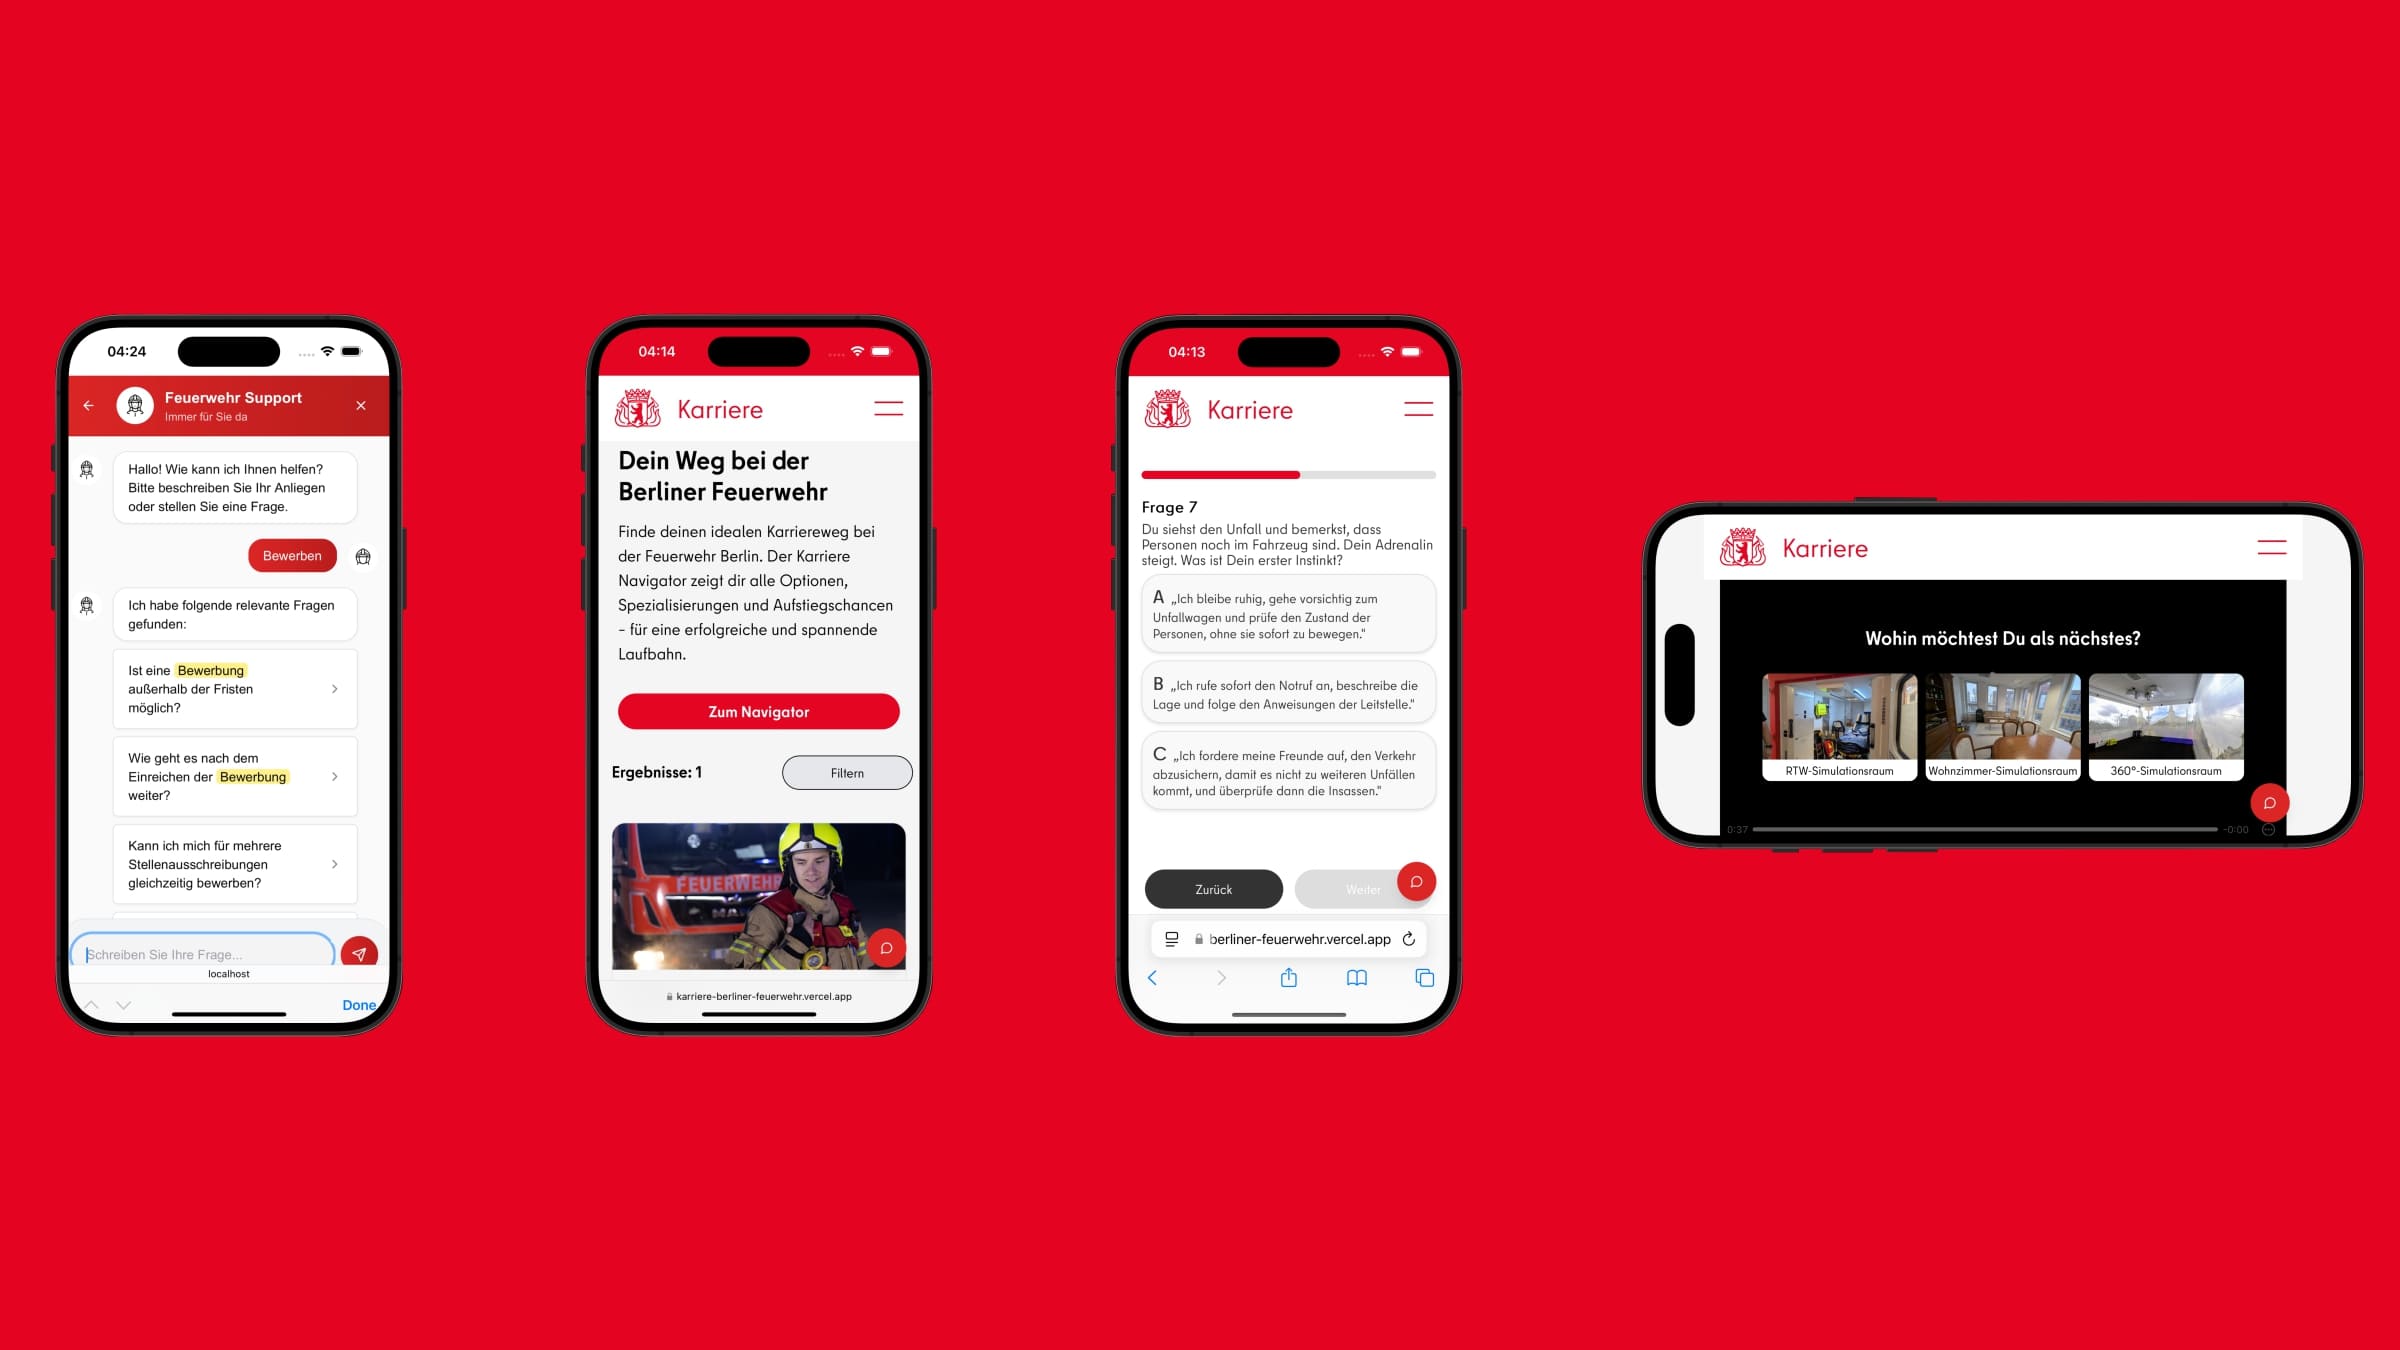 04:24
Feuerwehr Support
Immer für Sie da
Hallo! Wie kann ich Ihnen helfen?
Bitte beschreiben Sie Ihr Anliegen
oder stellen Sie eine Frage.
Bewerben
Ich habe folgende relevante Fragen
gefunden:
Ist eine Bewerbung
außerhalb der Fristen
möglich?
Wie geht es nach dem
Einreichen der Bewerbung
weiter?
Kann ich mich für mehrere
Stellenausschreibungen
gleichzeitig bewerben?
Schreiben Sie Ihre Frage...
localhost
Done
04:14
Karriere
Dein Weg bei der
Berliner Feuerwehr
Finde deinen idealen Karriereweg bei
der Feuerwehr Berlin. Der Karriere
Navigator zeigt dir alle Optionen,
Spezialisierungen und Aufstiegschancen
– für eine erfolgreiche und spannende
Laufbahn.
Zum Navigator
Ergebnisse: 1
Filtern
FEUERWEHR
MAN
karriere-berliner-feuerwehr.vercel.app
04:13
Karriere
Frage 7
Du siehst den Unfall und bemerkst, dass
Personen noch im Fahrzeug sind. Dein Adrenalin
steigt. Was ist Dein erster Instinkt?
A „Ich bleibe ruhig, gehe vorsichtig zum
Unfallwagen und prüfe den Zustand der
Personen, ohne sie sofort zu bewegen."
B „Ich rufe sofort den Notruf an, beschreibe die
Lage und folge den Anweisungen der Leitstelle."
C „Ich fordere meine Freunde auf, den Verkehr
abzusichern, damit es nicht zu weiteren Unfällen
kommt, und überprüfe dann die Insassen."
Zurück
Weiter
berliner-feuerwehr.vercel.app
Karriere
Wohin möchtest Du als nächstes?
RTW-Simulationsraum
Wohnzimmer-Simulationsraum
360°-Simulationsraum
0:37
-0:00